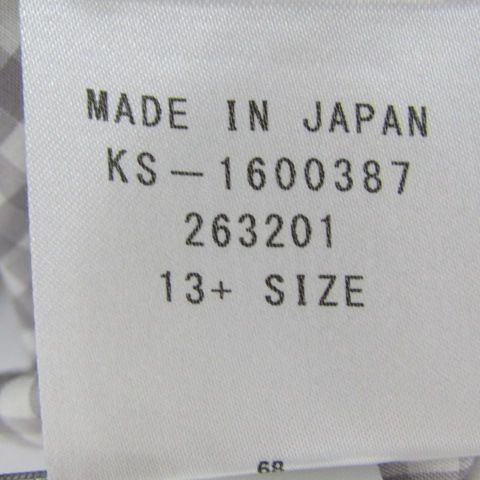 MADE IN JAPAN
KS-1600387
263201
13+ SIZE
68